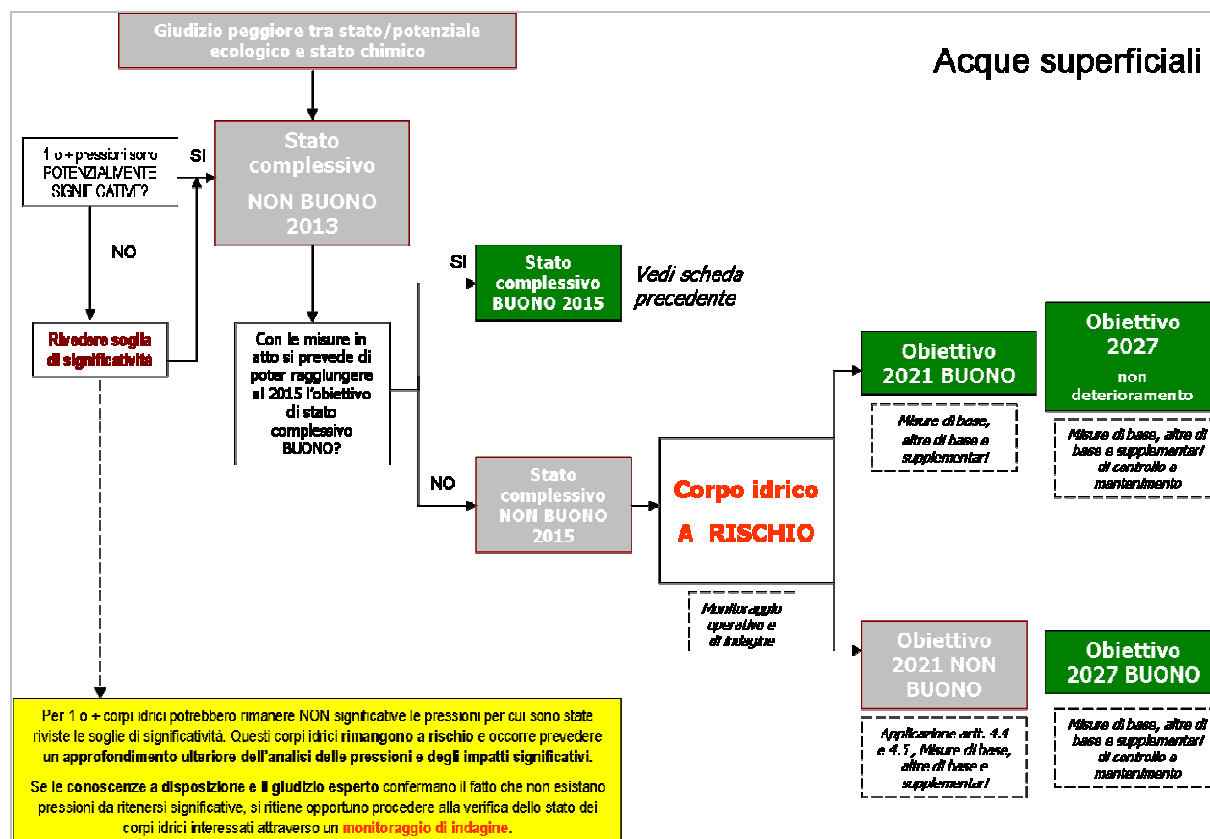 Giudizio peggiore tra stato/potenziale
ecologico e stato chimico
Acque superficiali
1 o + pressioni sono
POTENZIALMENTE
SIGNIFICATIVE?
SI
Stato
complessivo
NON BUONO
2013
NO
Rivedere soglia
di significatività
Con le misure in
atto si prevede di
poter raggiungere
al 2015 l'obiettivo
di stato
complessivo
BUONO?
SI
Stato
complessivo
BUONO 2015
Vedi scheda
precedente
NO
Stato
complessivo
NON BUONO
2015
Corpo idrico
A RISCHIO
Monitoraggio
operativo e
di indagine
Obiettivo
2021 BUONO
Misure di base,
altre di base e
supplementari
Obiettivo
2027
non
deterioramento
Misure di base, altre di
base e supplementari
di controllo e
mantenimento
Obiettivo
2021 NON
BUONO
Applicazione artt. 4.4
e 4.5, Misure di base,
altre di base e
supplementari
Obiettivo
2027 BUONO
Misure di base, altre di
base e supplementari
di controllo e
mantenimento
Per 1 o + corpi idrici potrebbero rimanere NON significative le pressioni per cui sono state
riviste le soglie di significatività. Questi corpi idrici rimangono a rischio e occorre prevedere
un approfondimento ulteriore dell'analisi delle pressioni e degli impatti significativi.
Se le conoscenze a disposizione e il giudizio esperto confermano il fatto che non esistano
pressioni da ritenersi significative, si ritiene opportuno procedere alla verifica dello stato dei
corpi idrici interessati attraverso un monitoraggio di indagine.